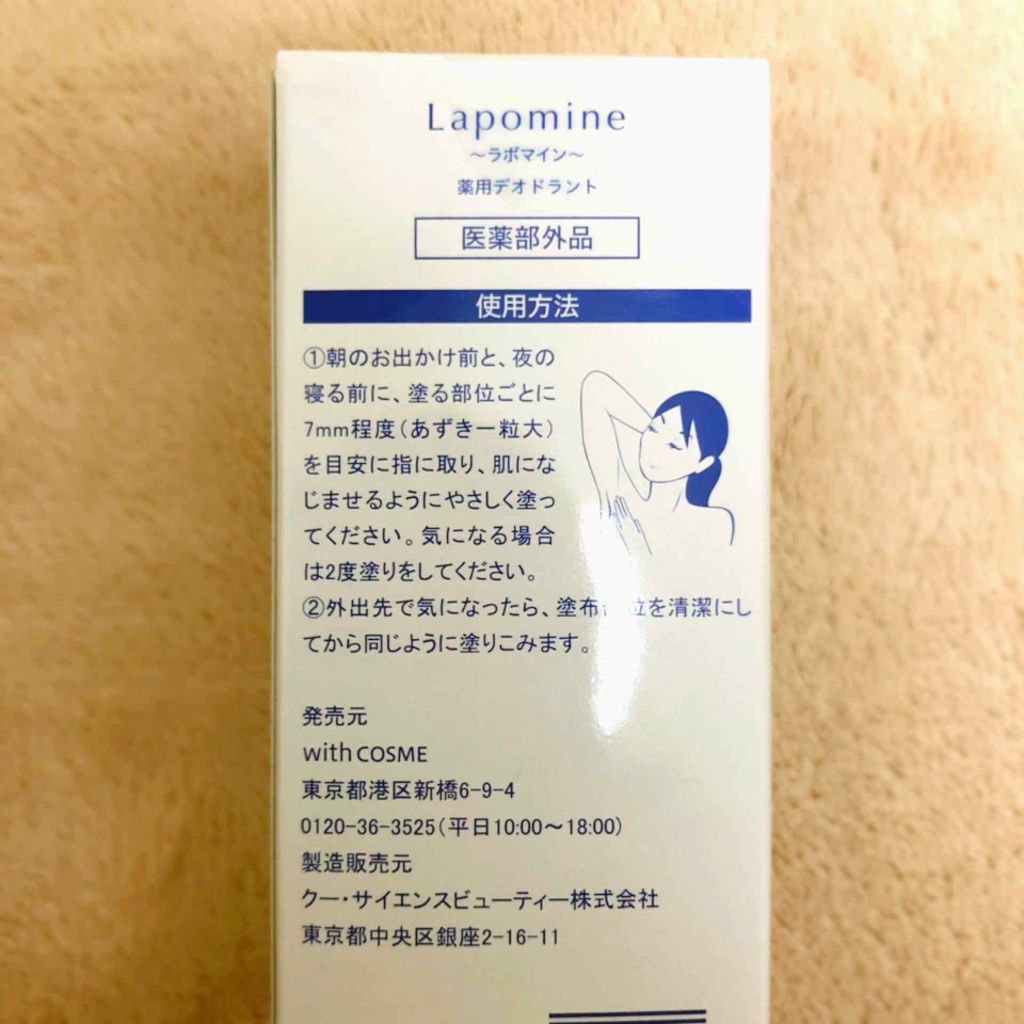 Lapomine
～ラポマイン～
薬用デオドラント
医薬部外品
使用方法
①朝のお出かけ前と、夜の
寝る前に、塗る部位ごとに
7mm程度（あずき一粒大）
を目安に指に取り、肌にな
じませるようにやさしく塗っ
てください。気になる場合
は2度塗りをしてください。
②外出先で気になったら、塗布 位を清潔にし
てから同じように塗りこみます。
発売元
with COSME
東京都港区新橋6-9-4
0120-36-3525（平日10:00～18:00）
製造販売元
クー・サイエンスビューティー株式会社
東京都中央区銀座2-16-11